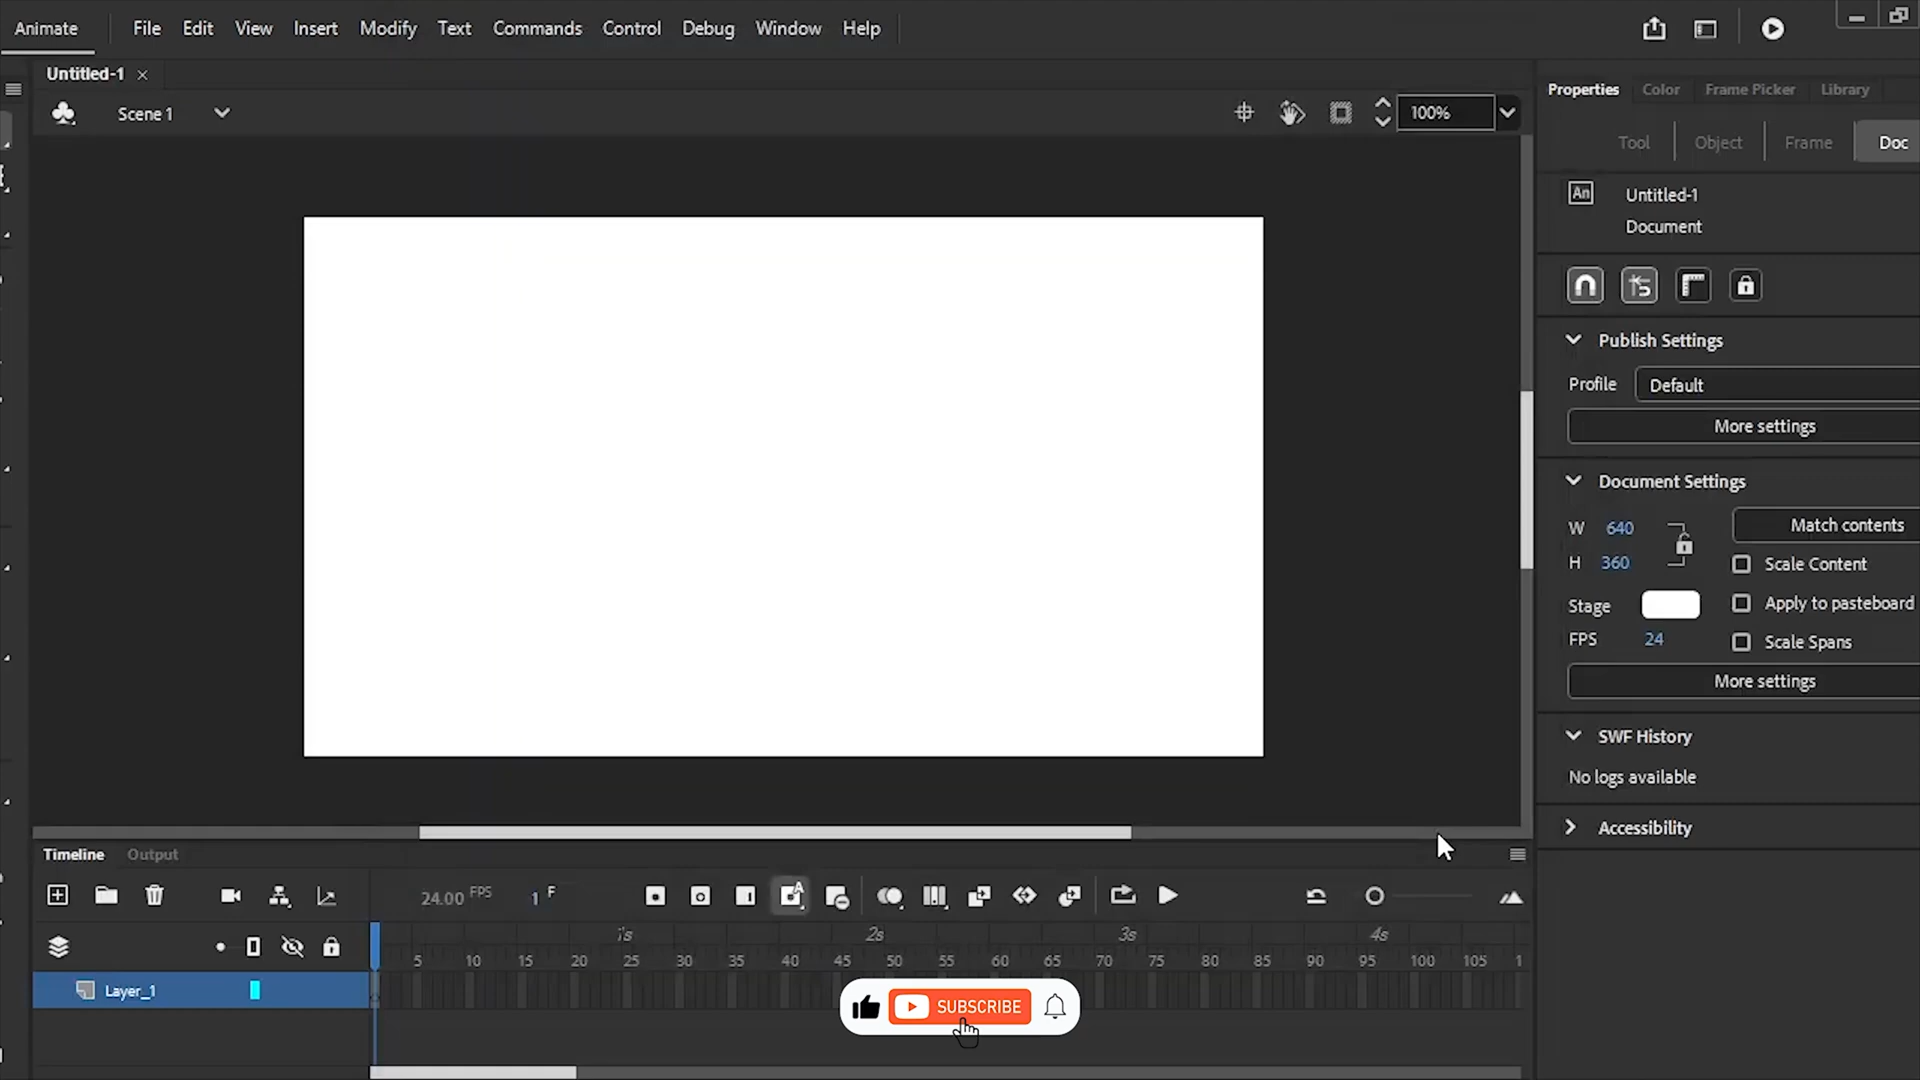 Animate File Edit View Insert Modify Text Commands Control Debug Window Help
Untitled-1
Scene 1 100%
Properties Color Frame Picker Library
Tool Object Frame Doc
An Untitled-1
Document
Publish Settings
Profile Default
More settings
Document Settings
W 640 Match contents
H 360 Scale Content
Stage Apply to pasteboard
FPS 24 Scale Spans
More settings
SWF History
No logs available
Accessibility
Timeline Output
24.00 FPS 1 F
1s 2s 3s 4s
5 10 15 20 25 30 35 40 45 50 55 60 65 70 75 80 85 90 95 100 105 1
Layer_1
SUBSCRIBE